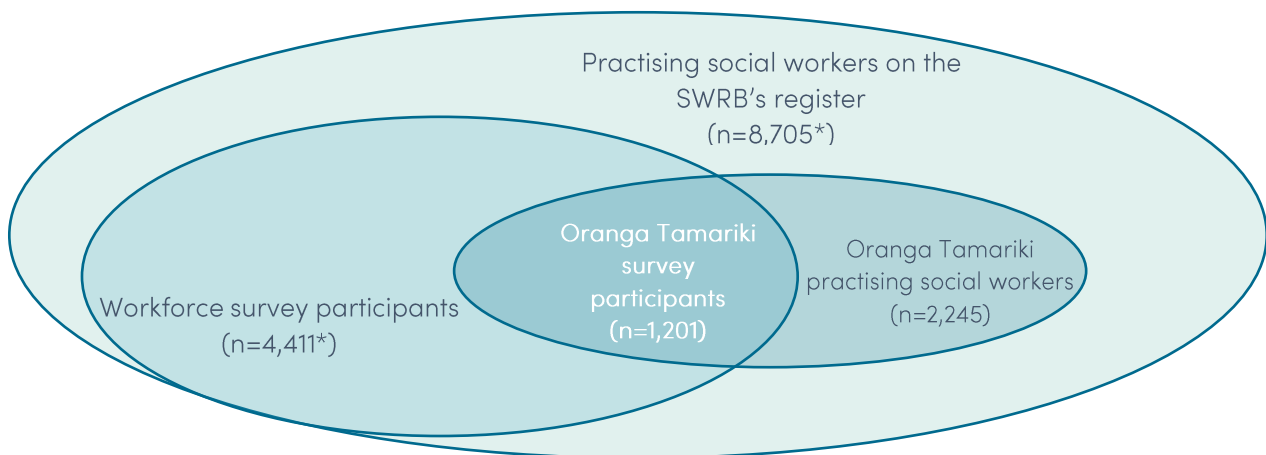 Practising social workers on the
SWRB’s register
(n=8,705*)
Workforce survey participants
(n=4,411*)
Oranga Tamariki
survey
participants
(n=1,201)
Oranga Tamariki
practising social workers
(n=2,245)